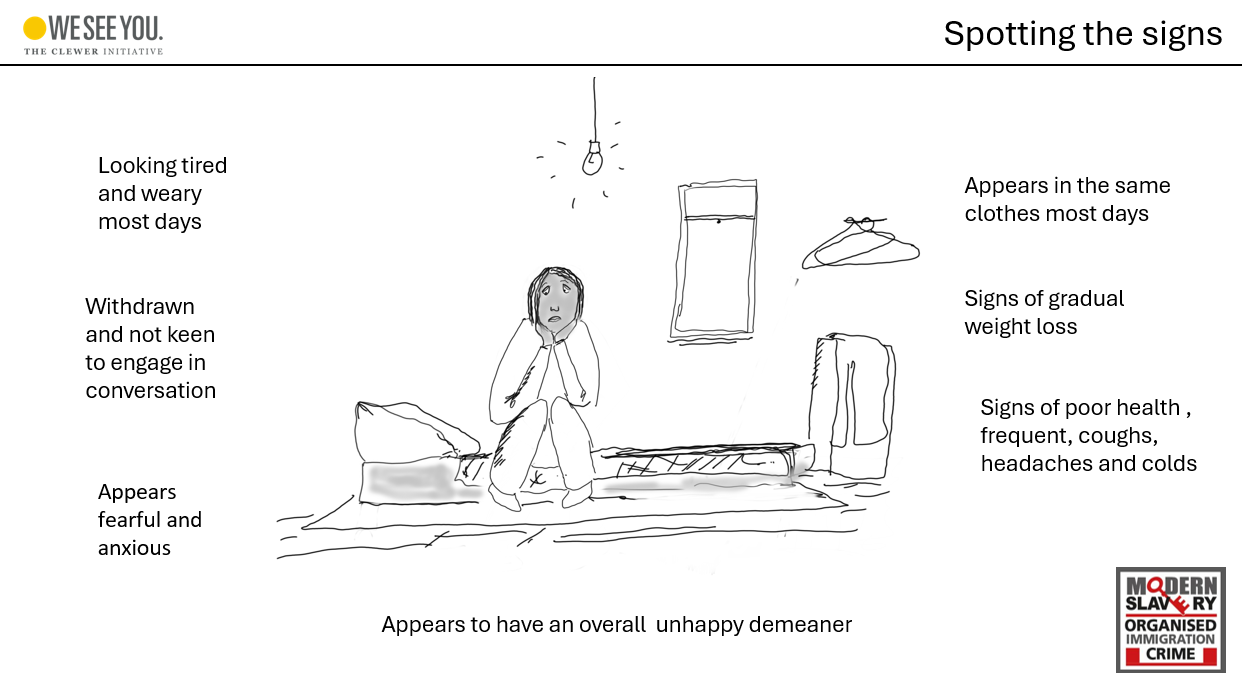 WE SEE YOU.
THE CLEWER INITIATIVE
Spotting the signs
Looking tired
and weary
most days
Withdrawn
and not keen
to engage in
conversation
Appears
fearful and
anxious
Appears in the same
clothes most days
Signs of gradual
weight loss
Signs of poor health ,
frequent, coughs,
headaches and colds
Appears to have an overall  unhappy demeaner
MODERN
SLAVERY
ORGANISED
IMMIGRATION
CRIME